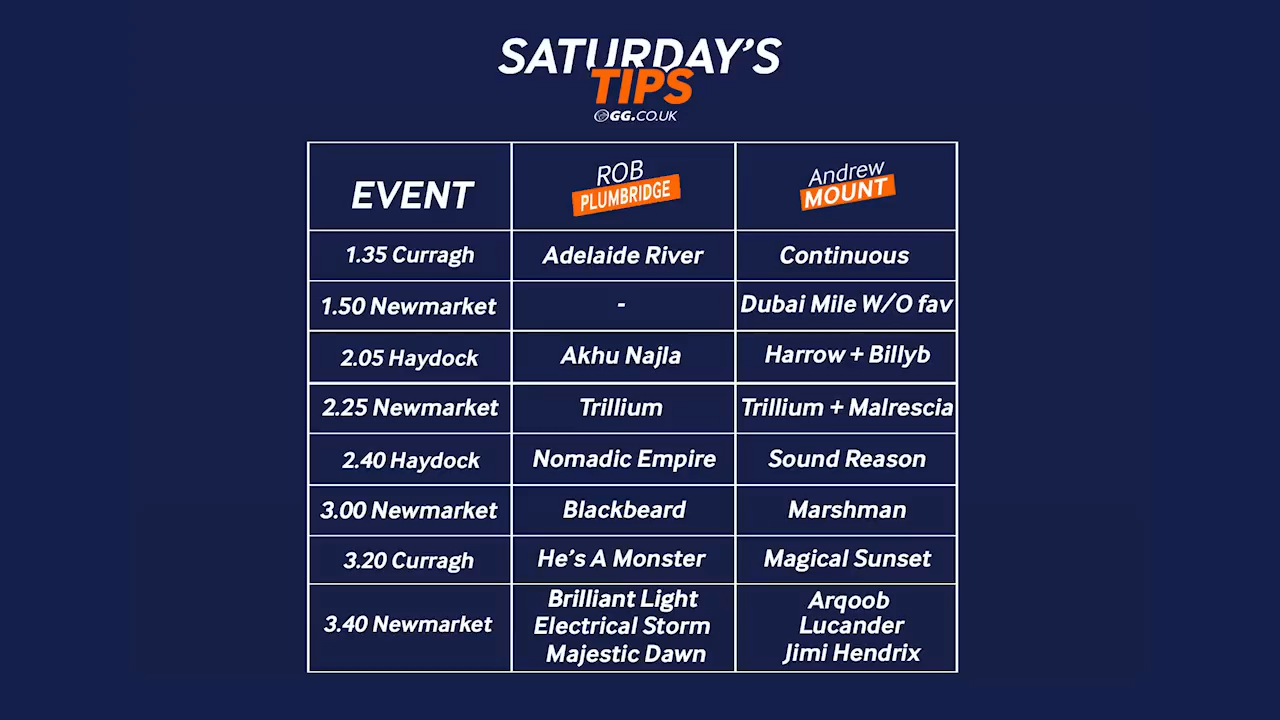 SATURDAY'S
TIPS
GG.CO.UK
EVENT
ROB
PLUMBRIDGE
Andrew
MOUNT
1.35 Curragh
Adelaide River
Continuous
1.50 Newmarket
-
Dubai Mile W/O fav
2.05 Haydock
Akhu Najla
Harrow + Billyb
2.25 Newmarket
Trillium
Trillium + Malrescia
2.40 Haydock
Nomadic Empire
Sound Reason
3.00 Newmarket
Blackbeard
Marshman
3.20 Curragh
He's A Monster
Magical Sunset
3.40 Newmarket
Brilliant Light
Electrical Storm
Majestic Dawn
Arqoob
Lucander
Jimi Hendrix